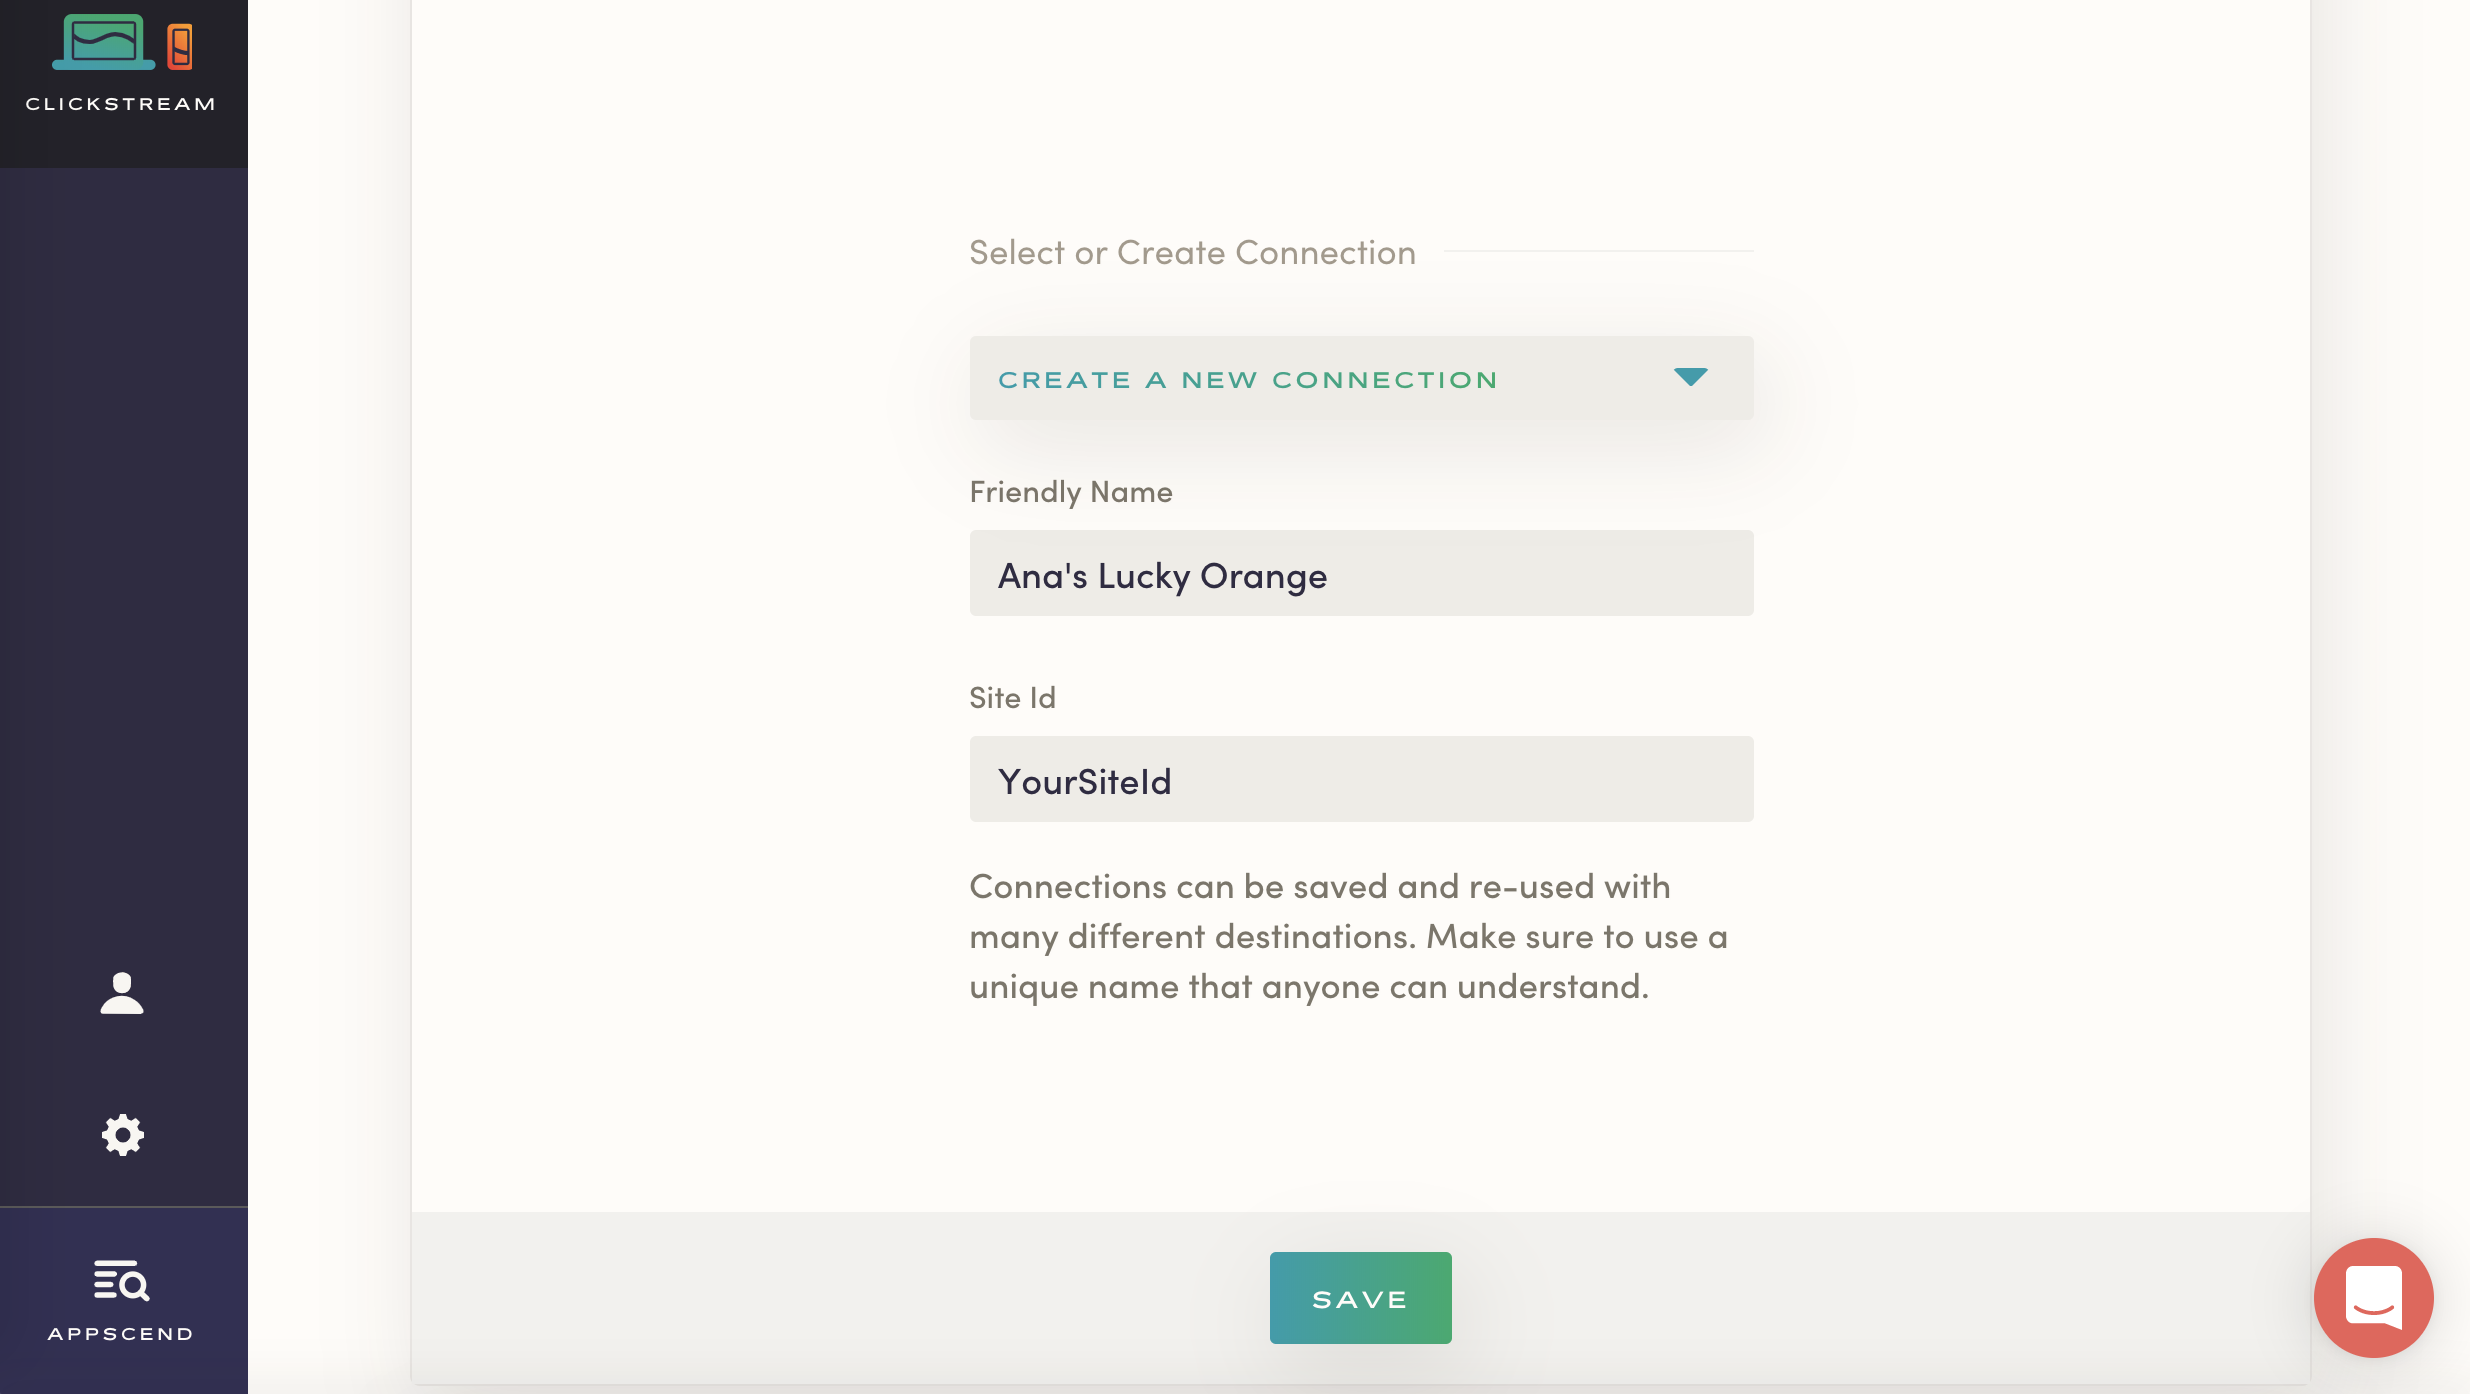 CLICKSTREAM
Select or Create Connection
CREATE A NEW CONNECTION
Friendly Name
Ana's Lucky Orange
Site Id
YourSiteId
Connections can be saved and re-used with
many different destinations. Make sure to use a
unique name that anyone can understand.
SAVE
APPSCEND